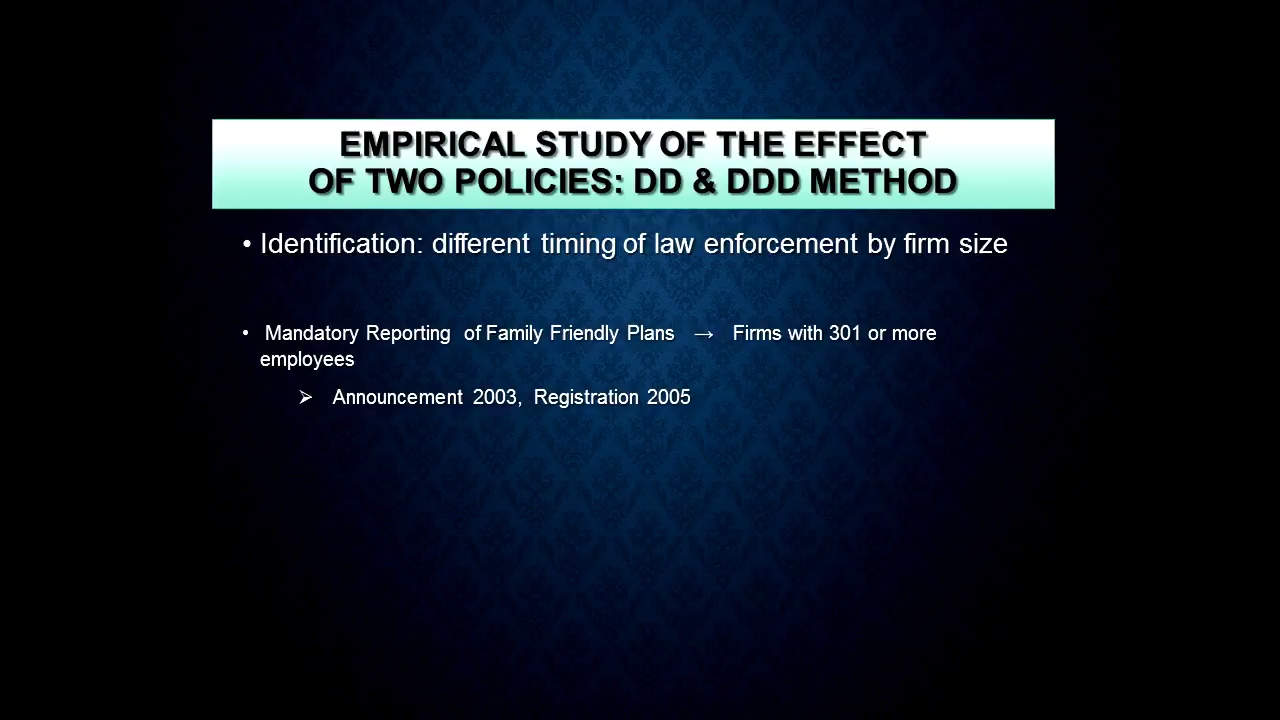 EMPIRICAL STUDY OF THE EFFECT
OF TWO POLICIES: DD & DDD METHOD
• Identification: different timing of law enforcement by firm size
• Mandatory Reporting of Family Friendly Plans → Firms with 301 or more
employees
➢ Announcement 2003, Registration 2005